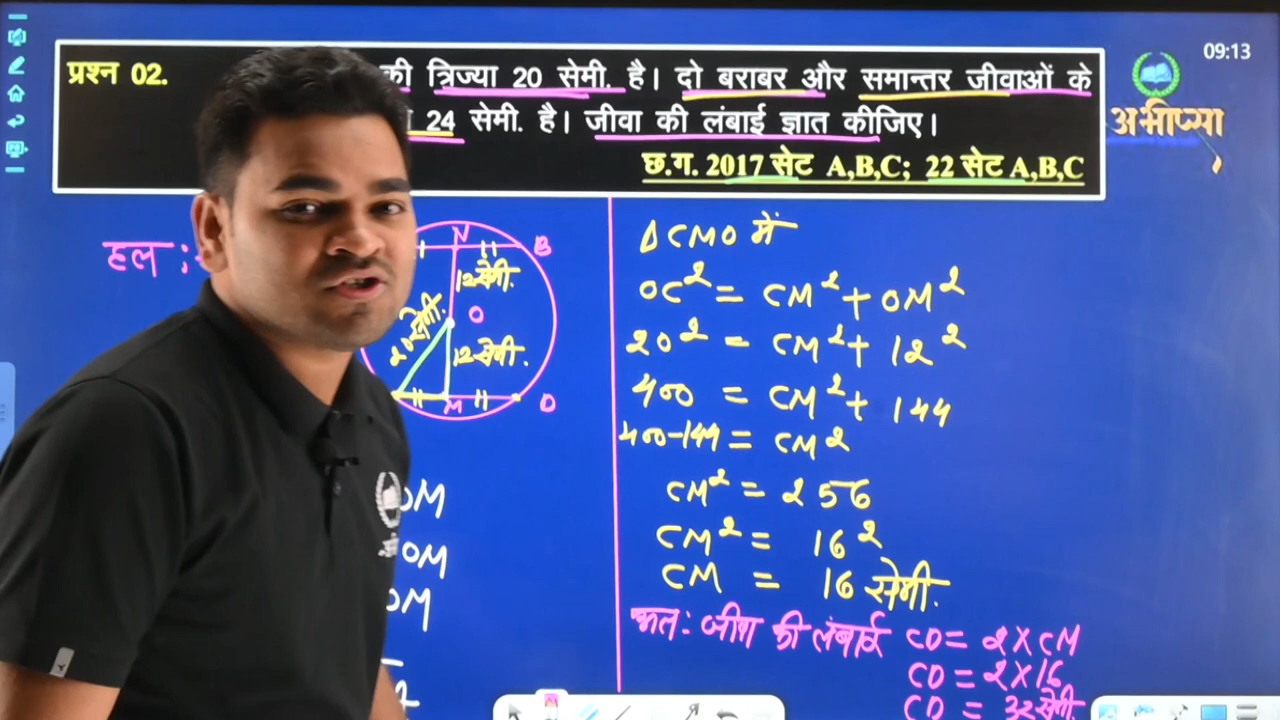 09:13
प्रश्न 02.
की त्रिज्या 20 सेमी. है। दो बराबर और समान्तर जीवाओं के
24 सेमी. है। जीवा की लंबाई ज्ञात कीजिए।
छ.ग. 2017 सेट A,B,C; 22 सेट A,B,C
अभीप्सा
हल :-
N
B
12 सेमी.
O
20 सेमी.
12 सेमी.
M
D
OM
OM
OM
ΔCMO में
OC² = CM² + OM²
20² = CM² + 12²
400 = CM² + 144
400-144 = CM²
CM² = 256
CM² = 16²
CM = 16 सेमी.
अतः जीवा की लंबाई CD = 2 X CM
CD = 2 X 16
CD = 32 सेमी.